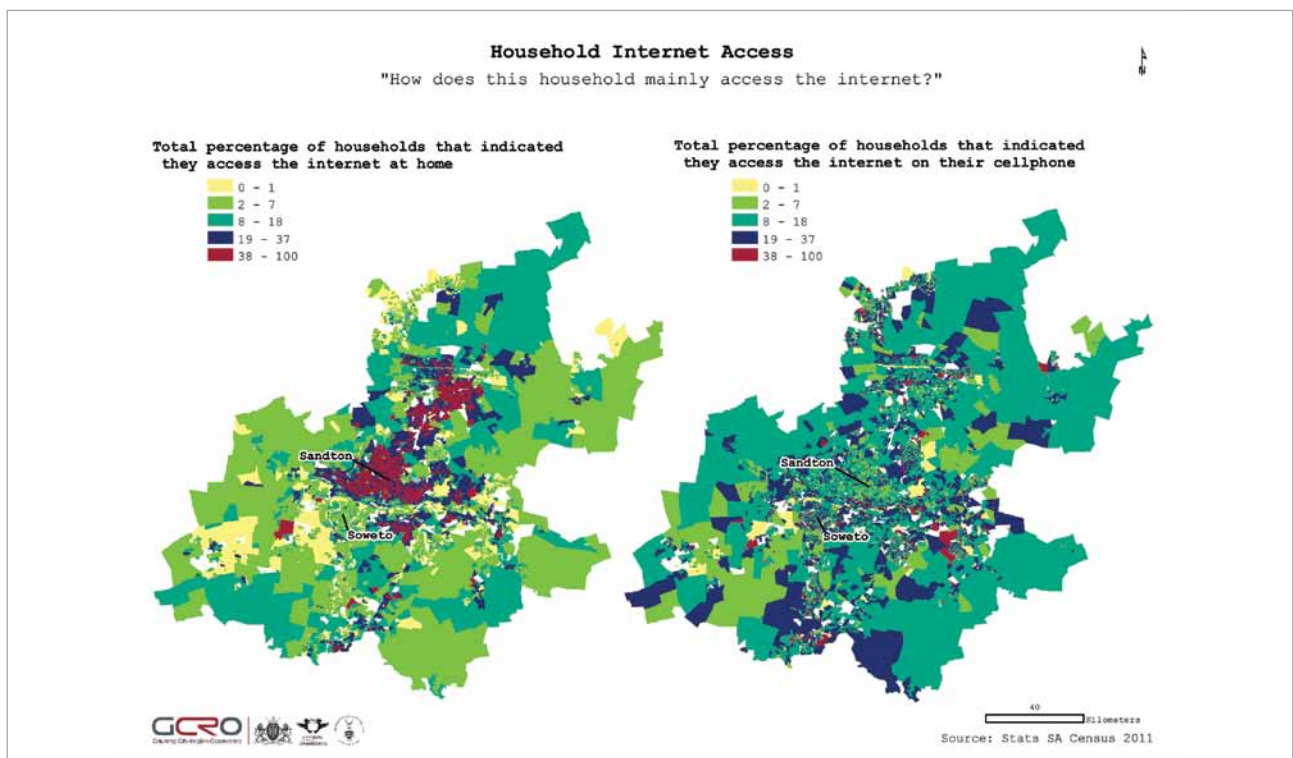 Household Internet Access
"How does this household mainly access the internet?"
N
Total percentage of households that indicated
they access the internet at home
0 - 1
2 - 7
8 - 18
19 - 37
38 - 100
Sandton
Soweto
Total percentage of households that indicated
they access the internet on their cellphone
0 - 1
2 - 7
8 - 18
19 - 37
38 - 100
Sandton
Soweto
GCRO
40
Kilometers
Source: Stats SA Census 2011